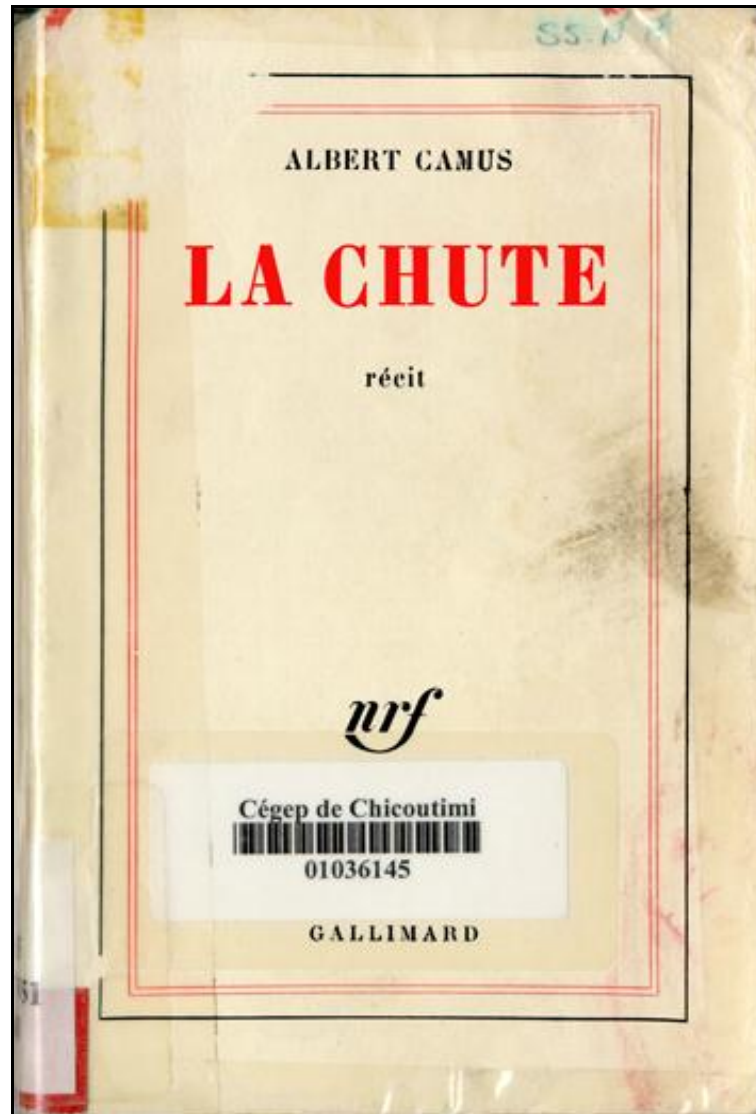 ALBERT CAMUS
LA CHUTE
récit
nrf
Cégep de Chicoutimi
01036145
GALLIMARD